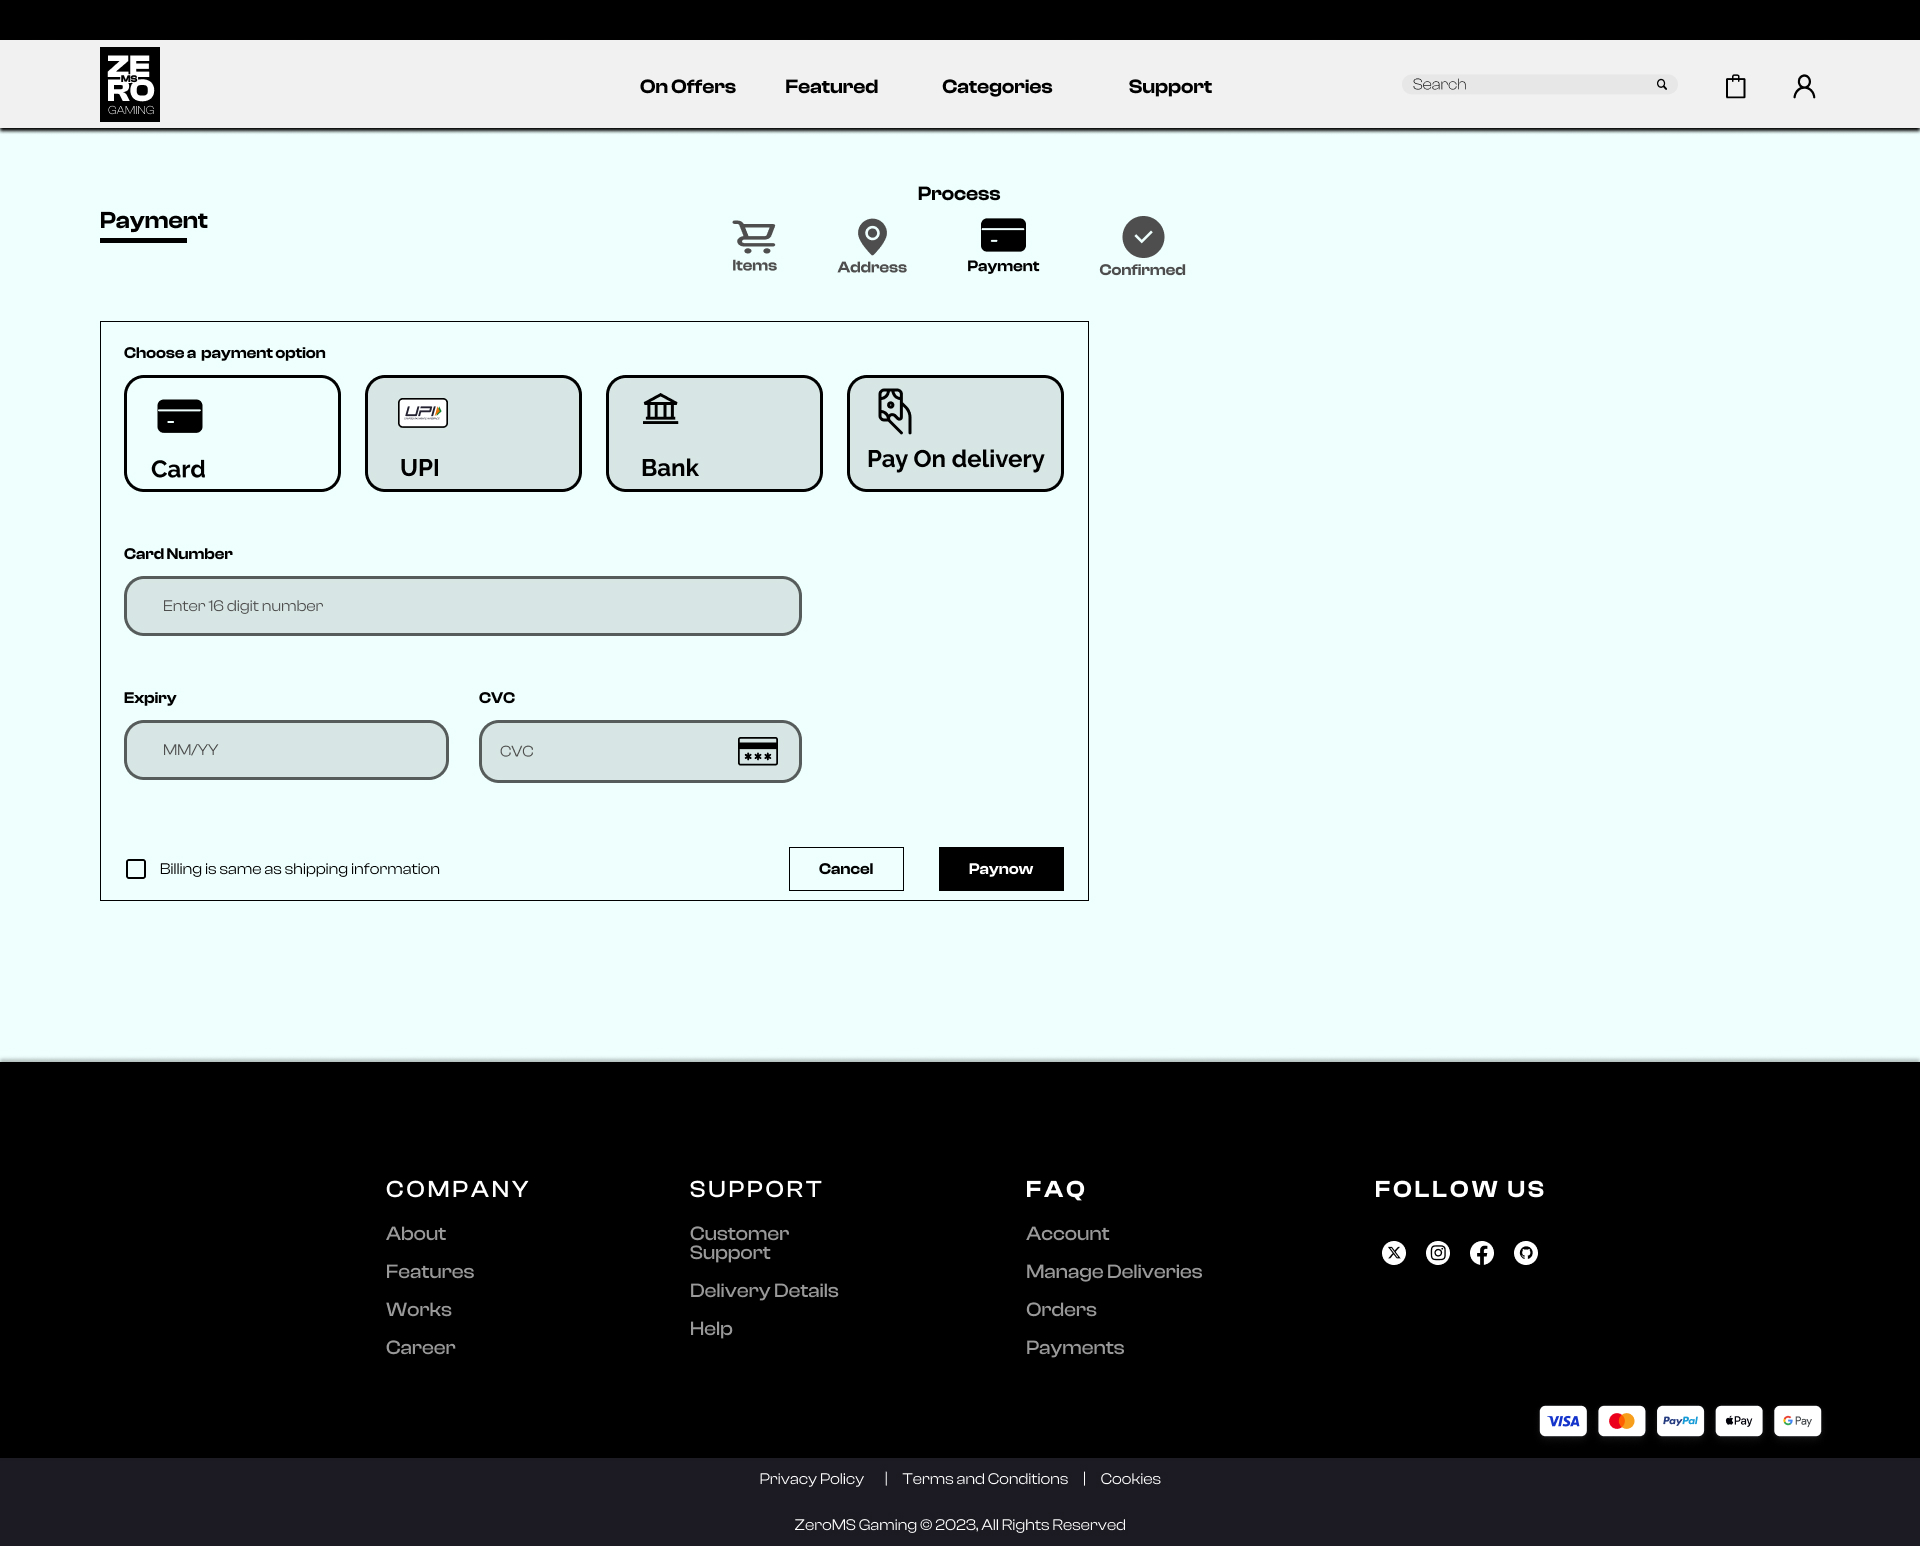 ZE
MS
RO
GAMING
On Offers
Featured
Categories
Support
Search
Payment
Process
Items
Address
Payment
Confirmed
Choose a payment option
Card
UPI
UPI
Bank
Pay On delivery
Card Number
Enter 16 digit number
Expiry
CVC
MM/YY
CVC
***
Billing is same as shipping information
Cancel
Paynow
COMPANY
About
Features
Works
Career
SUPPORT
Customer
Support
Delivery Details
Help
FAQ
Account
Manage Deliveries
Orders
Payments
FOLLOW US
VISA
PayPal
Pay
G Pay
Privacy Policy | Terms and Conditions | Cookies
ZeroMS Gaming © 2023, All Rights Reserved